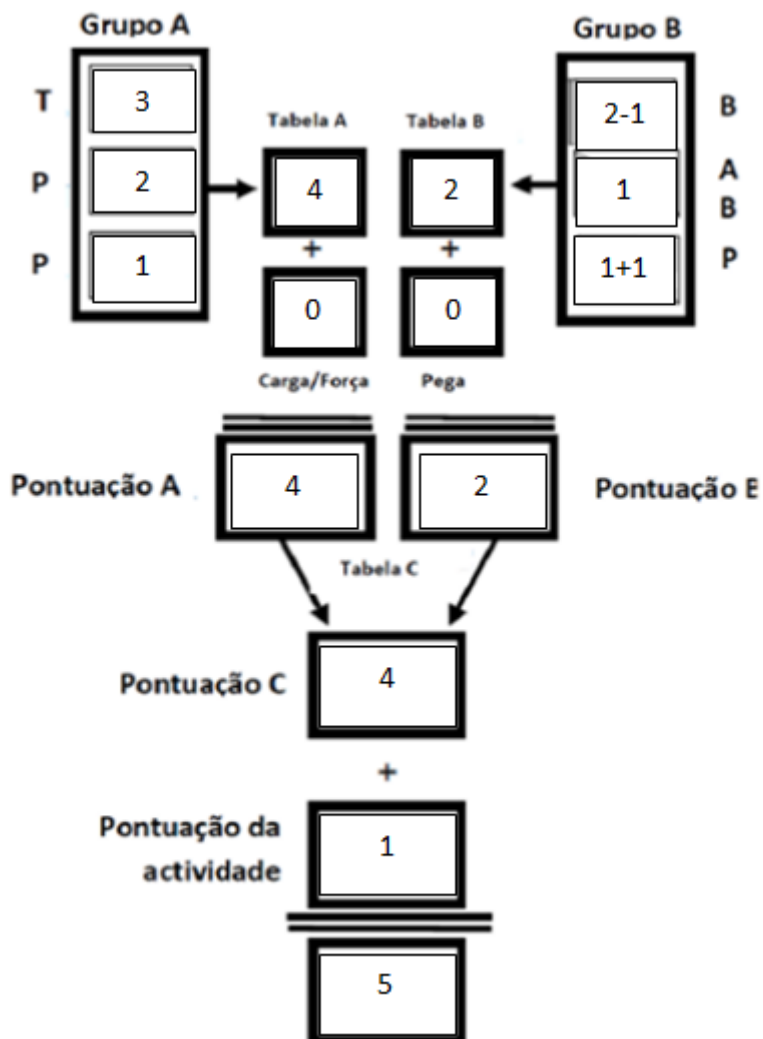 Grupo A
Grupo B
T
3
P
2
P
1
Tabela A
Tabela B
4
2
+
+
0
0
Carga/Força
Pega
2-1
B
1
A
B
1+1
P
Pontuação A
4
2
Pontuação B
Tabela C
Pontuação C
4
+
Pontuação da
actividade
1
5